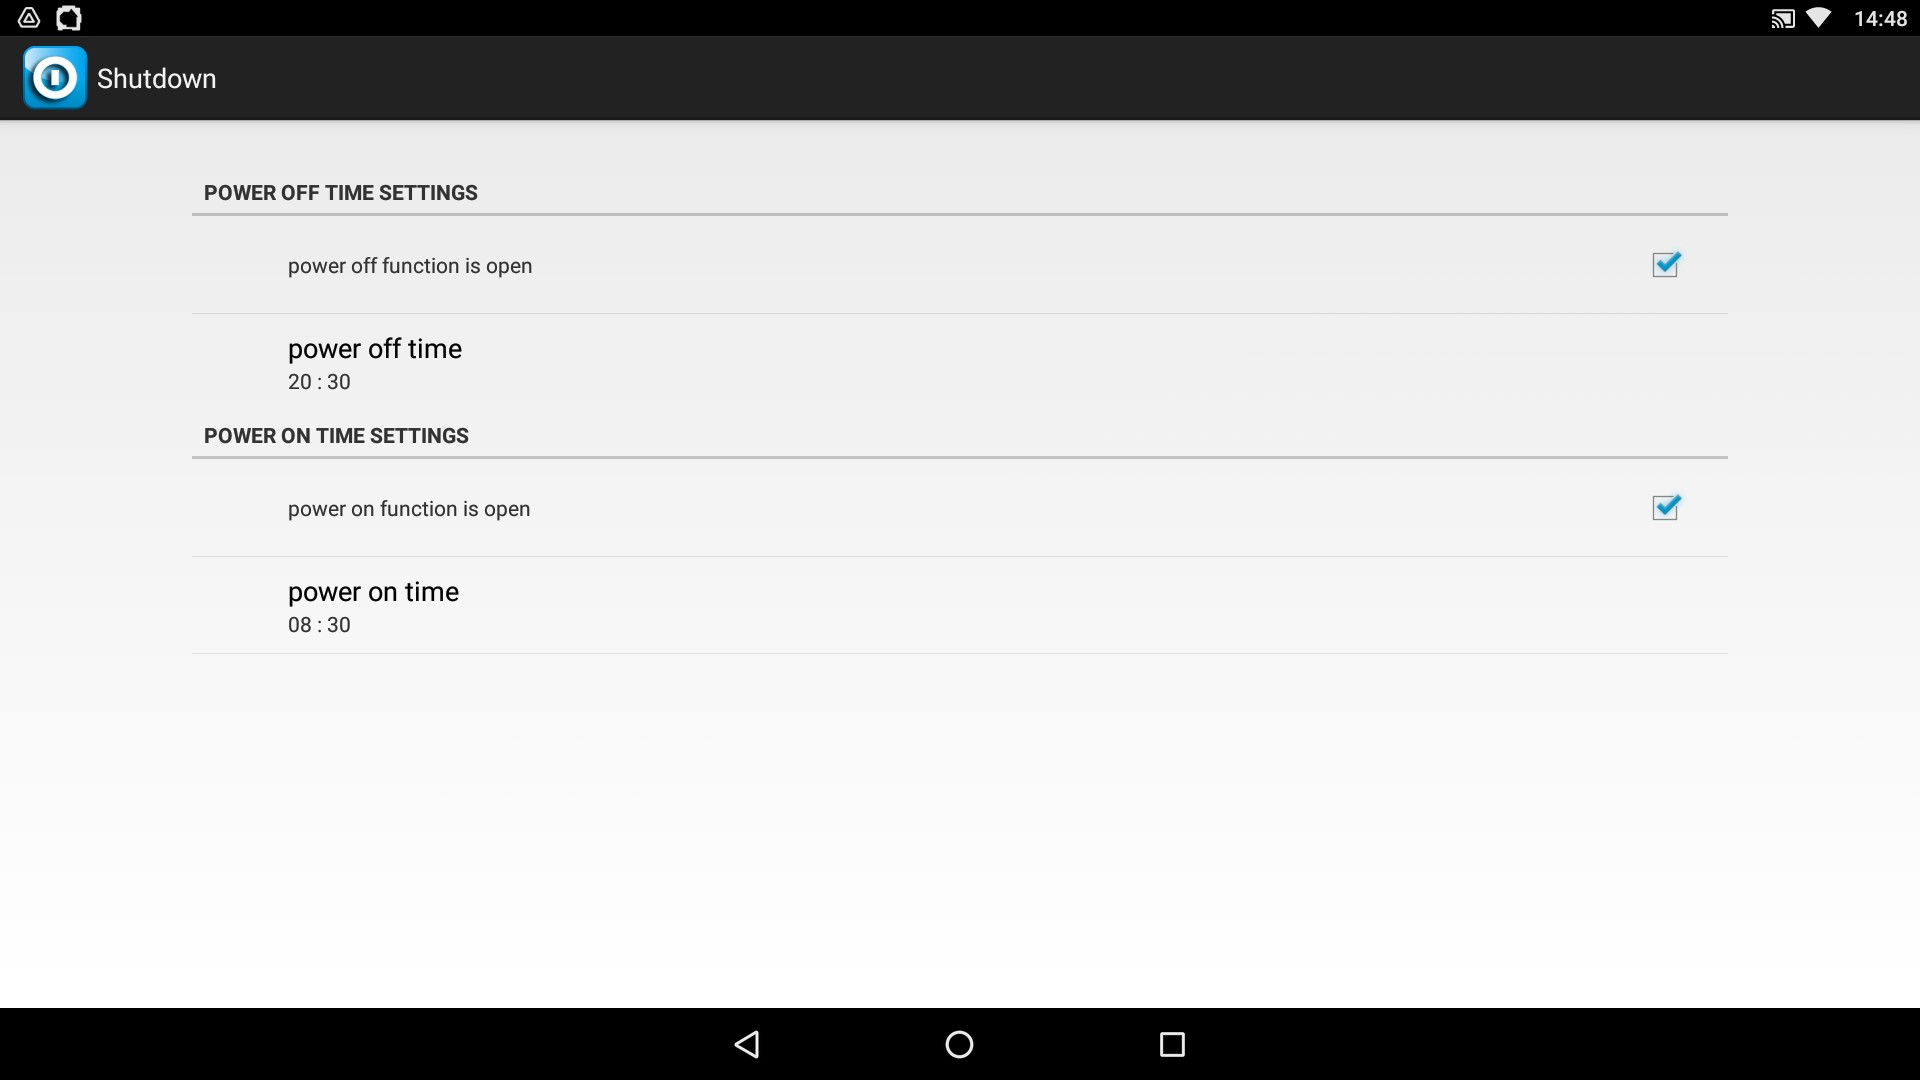 14:48
Shutdown
POWER OFF TIME SETTINGS
power off function is open
power off time
20 : 30
POWER ON TIME SETTINGS
power on function is open
power on time
08 : 30